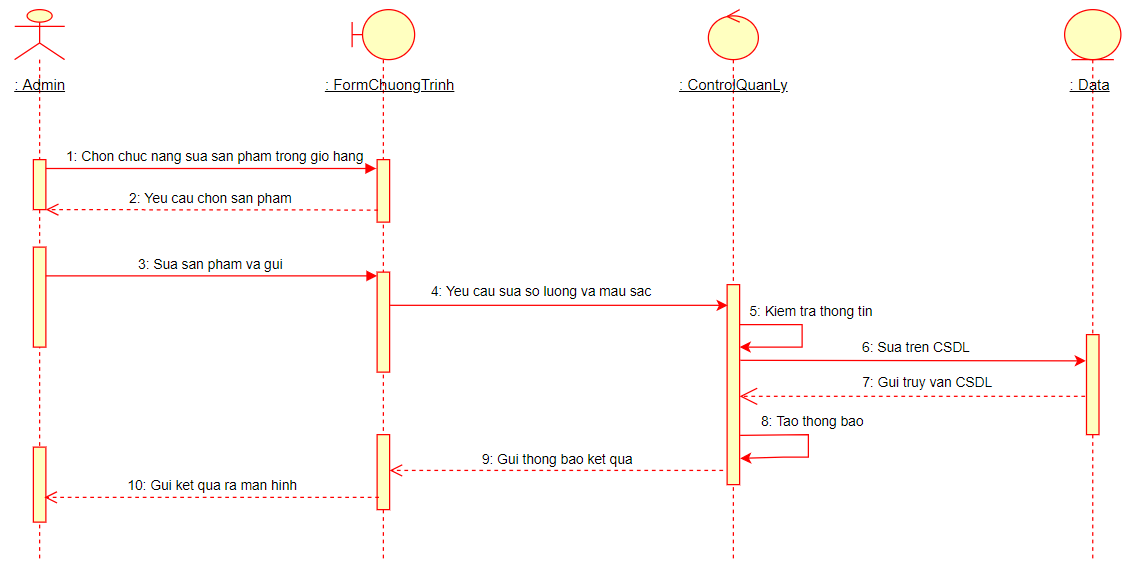 : Admin
: FormChuongTrinh
: ControlQuanLy
: Data
1: Chon chuc nang sua san pham trong gio hang
2: Yeu cau chon san pham
3: Sua san pham va gui
4: Yeu cau sua so luong va mau sac
5: Kiem tra thong tin
6: Sua tren CSDL
7: Gui truy van CSDL
8: Tao thong bao
9: Gui thong bao ket qua
10: Gui ket qua ra man hinh